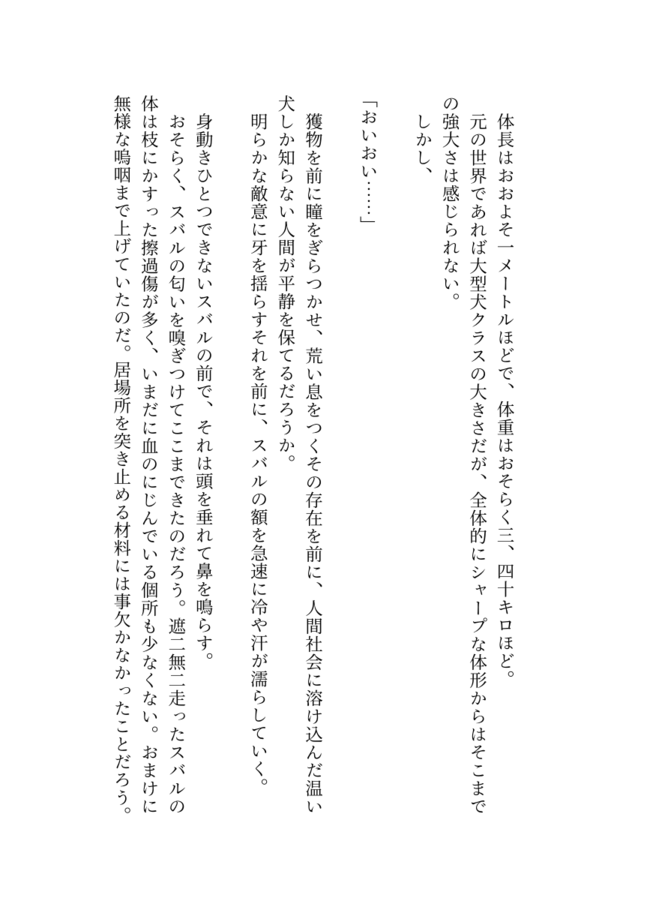 体長はおおよそ一メートルほどで、体重はおそらく三、四十キロほど。
　元の世界であれば大型犬クラスの大きさだが、全体的にシャープな体形からはそこまで
の強大さは感じられない。
　しかし、
「おいおい……」
　獲物を前に瞳をぎらつかせ、荒い息をつくその存在を前に、人間社会に溶け込んだ温い
犬しか知らない人間が平静を保てるだろうか。
　明らかな敵意に牙を揺らすそれを前に、スバルの額を急速に冷や汗が濡らしていく。
　身動きひとつできないスバルの前で、それは頭を垂れて鼻を鳴らす。
　おそらく、スバルの匂いを嗅ぎつけてここまできたのだろう。遮二無二走ったスバルの
体は枝にかすった擦過傷が多く、いまだに血のにじんでいる個所も少なくない。おまけに
無様な嗚咽まで上げていたのだ。居場所を突き止める材料には事欠かなかったことだろう。